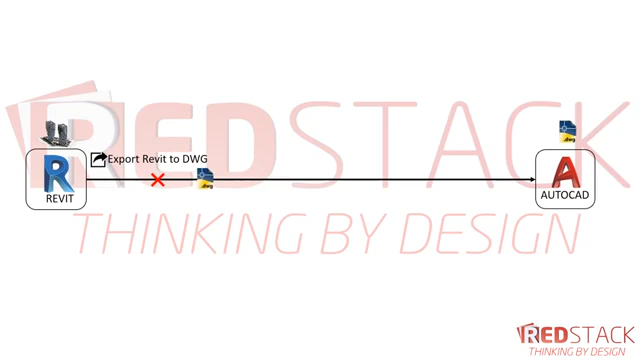 REDSTACK
Export Revit to DWG
REVIT
AUTOCAD
THINKING BY DESIGN
REDSTACK
THINKING BY DESIGN